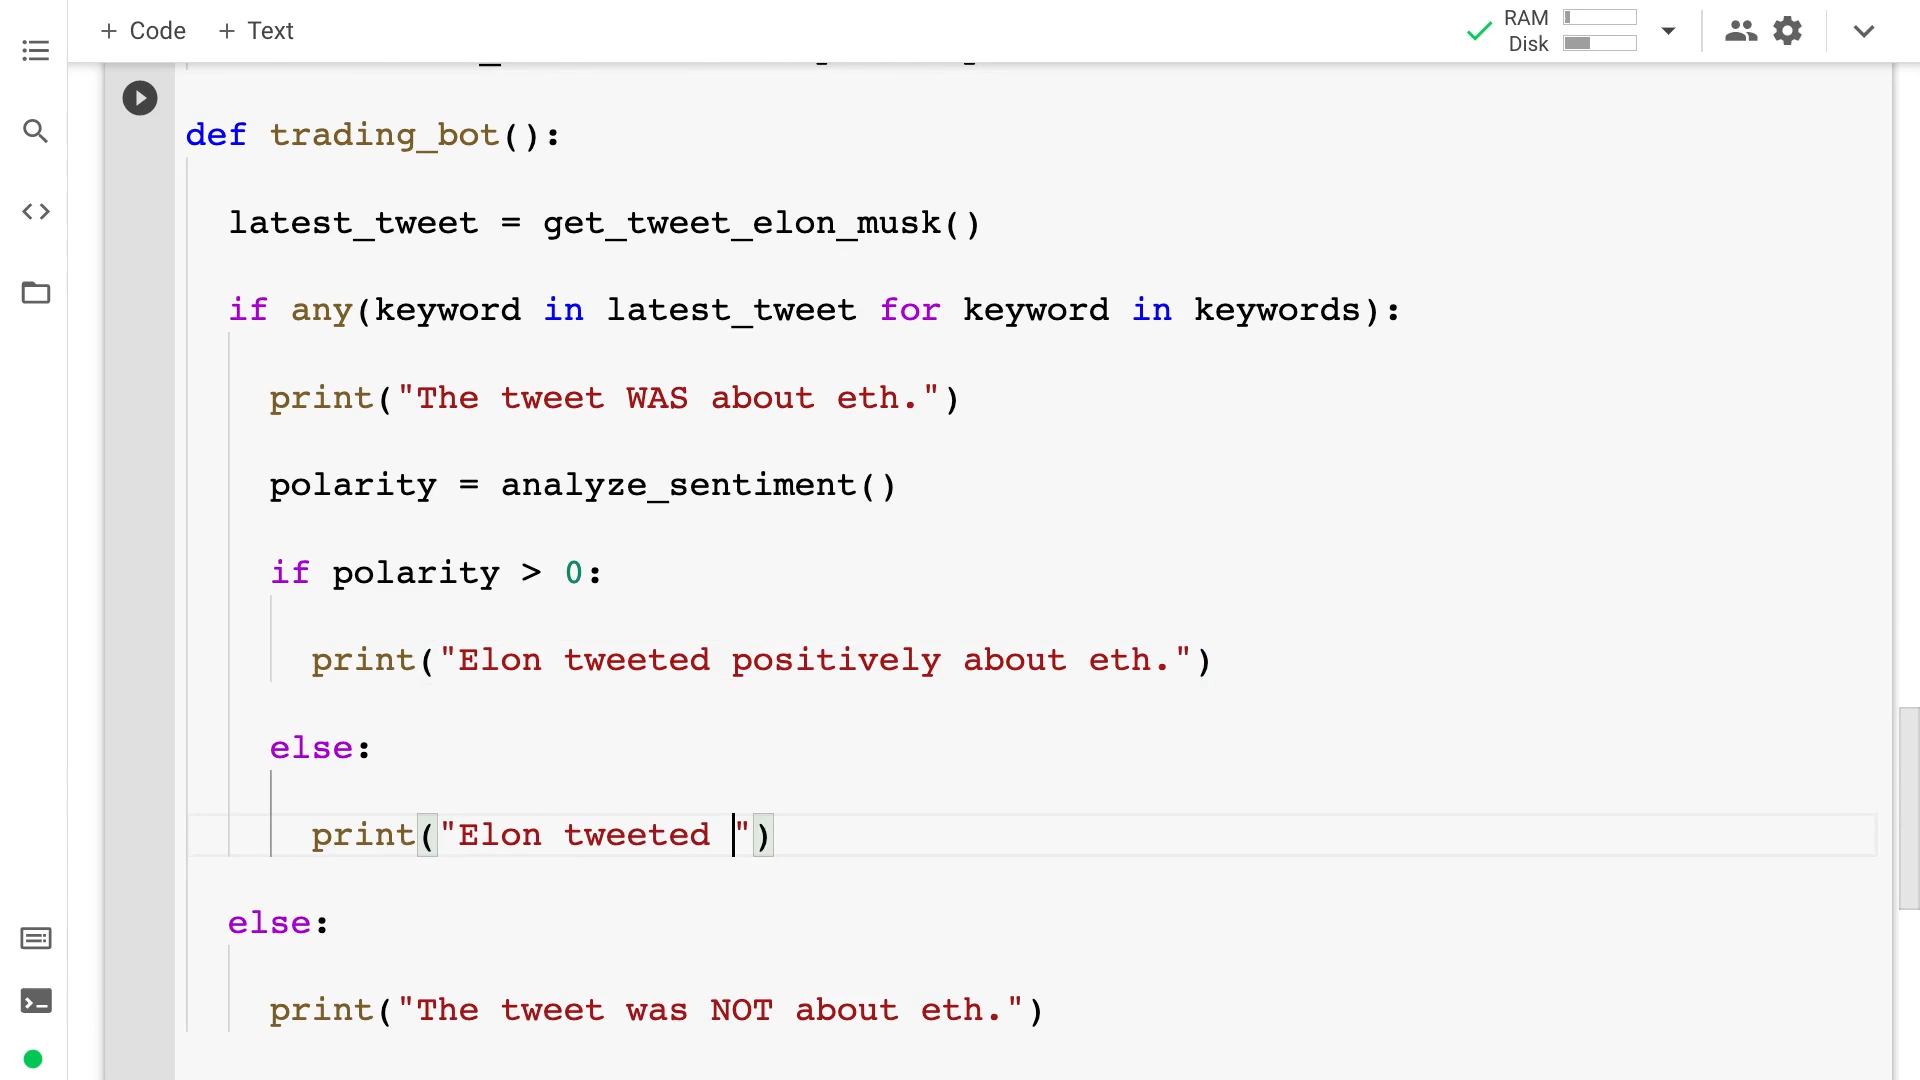 + Code + Text
RAM
Disk
def trading_bot():
latest_tweet = get_tweet_elon_musk()
if any(keyword in latest_tweet for keyword in keywords):
print("The tweet WAS about eth.")
polarity = analyze_sentiment()
if polarity > 0:
print("Elon tweeted positively about eth.")
else:
print("Elon tweeted ")
else:
print("The tweet was NOT about eth.")